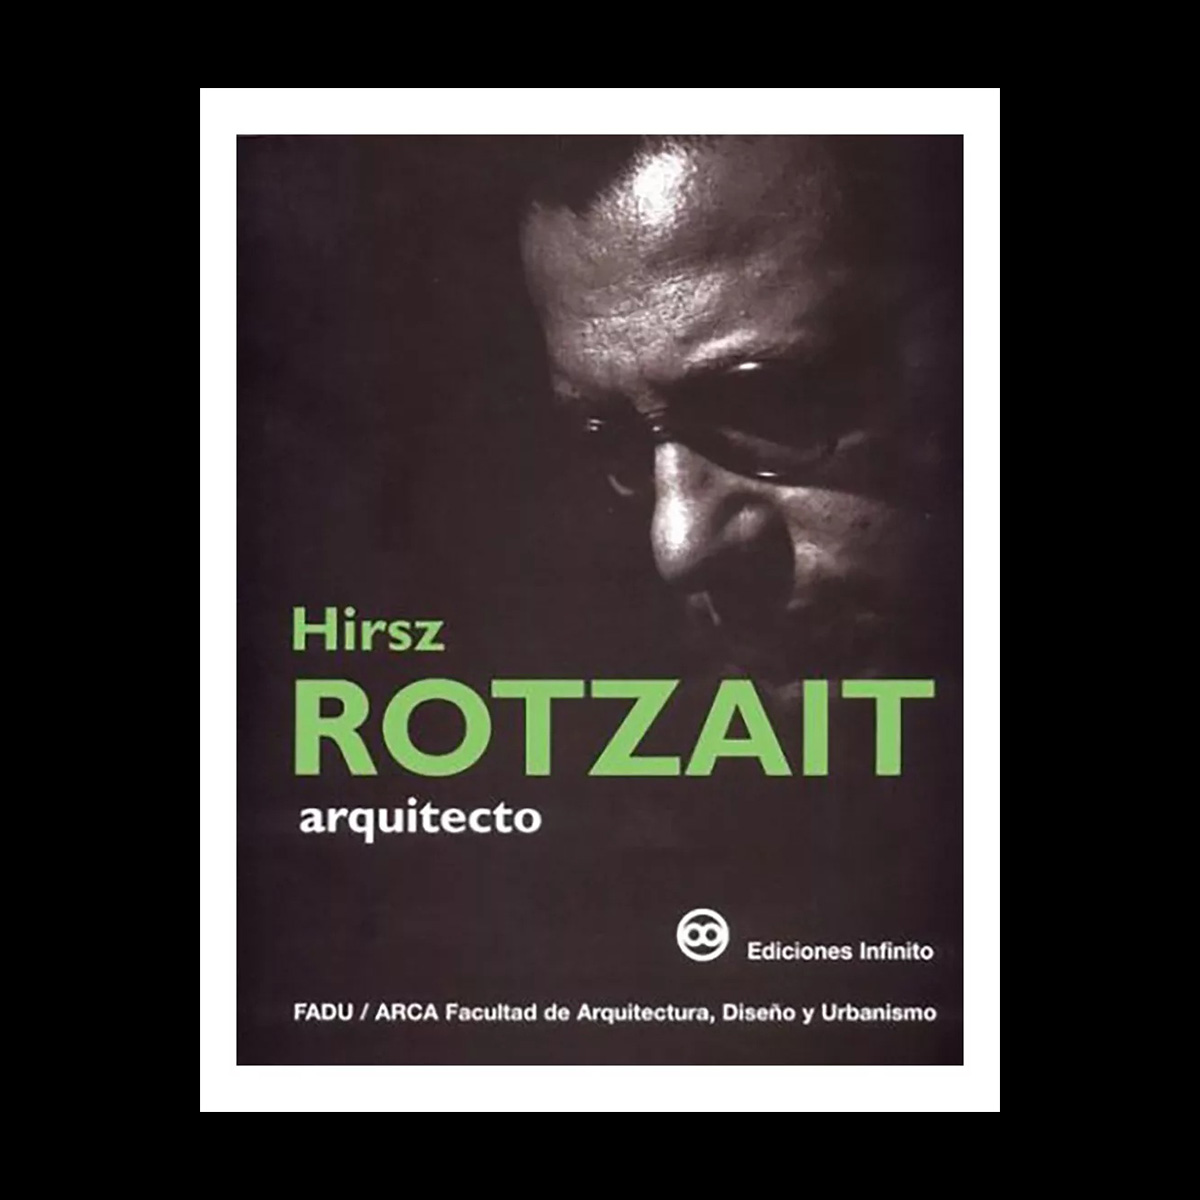 Hirsz
ROTZAIT
arquitecto
Ediciones Infinito
FADU / ARCA Facultad de Arquitectura, Diseño y Urbanismo